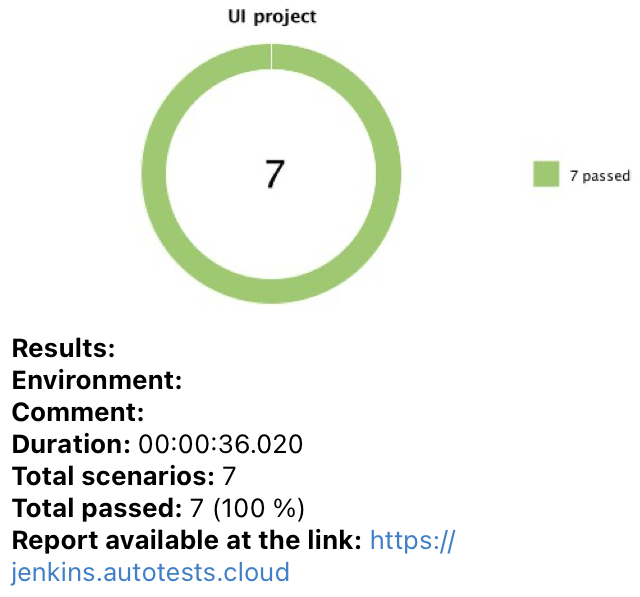 UI project
7
7 passed
Results:
Environment:
Comment:
Duration: 00:00:36.020
Total scenarios: 7
Total passed: 7 (100 %)
Report available at the link: https://
jenkins.autotests.cloud